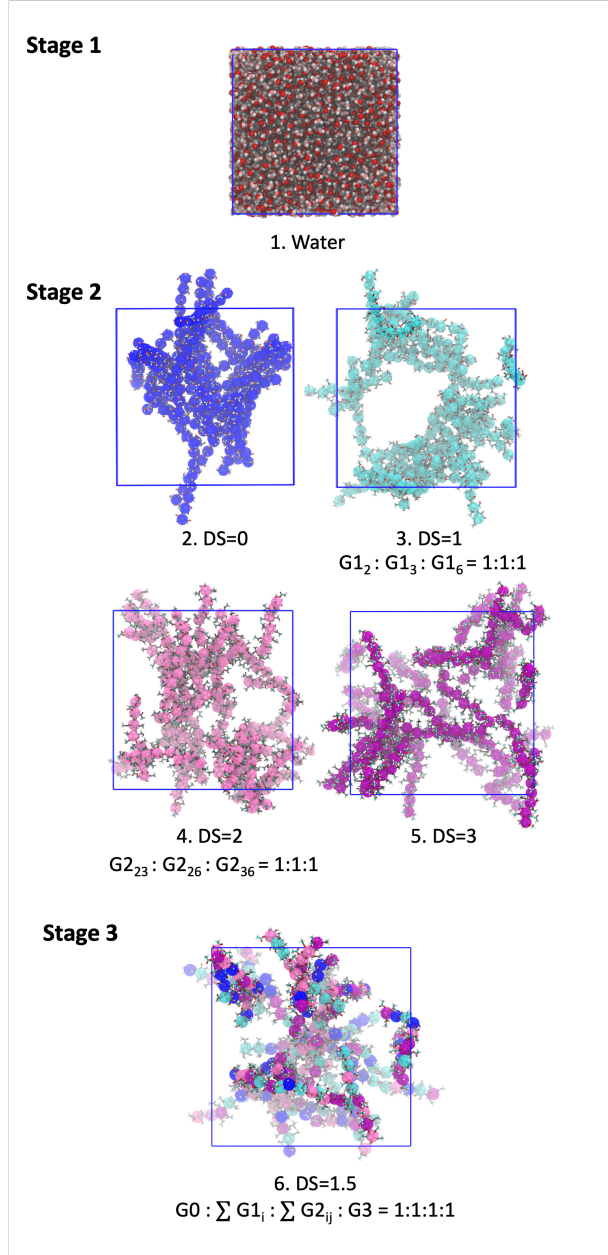 Stage 1
1. Water
Stage 2
2. DS=0
3. DS=1
G1₂ : G1₃ : G1₆ = 1:1:1
4. DS=2
G2₂₃ : G2₂₆ : G2₃₆ = 1:1:1
5. DS=3
Stage 3
6. DS=1.5
G0 : ∑ G1ᵢ : ∑ G2ᵢⱼ : G3 = 1:1:1:1